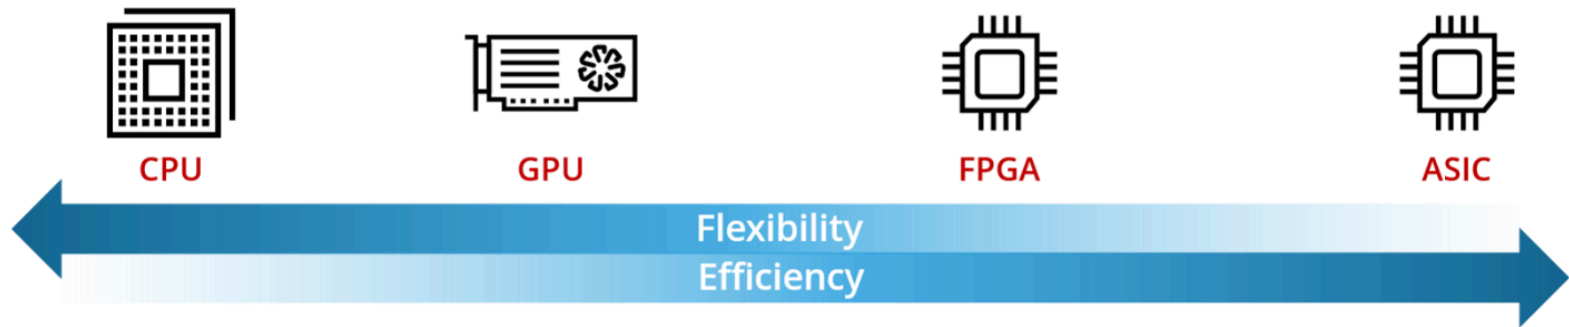 CPU
GPU
FPGA
ASIC
Flexibility
Efficiency